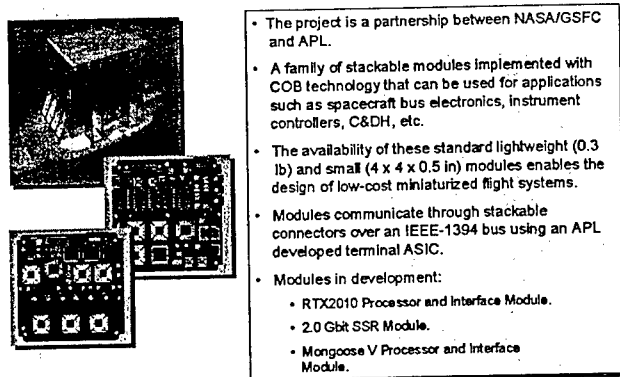 • The project is a partnership between NASA/GSFC
and APL.
• A family of stackable modules implemented with
COB technology that can be used for applications
such as spacecraft bus electronics, instrument
controllers, C&DH, etc.
• The availability of these standard lightweight (0.3
lb) and small (4 x 4 x 0.5 in) modules enables the
design of low-cost miniaturized flight systems.
• Modules communicate through stackable
connectors over an IEEE-1394 bus using an APL
developed terminal ASIC.
• Modules in development:
• RTX2010 Processor and Interface Module.
• 2.0 Gbit SSR Module.
• Mongoose V Processor and Interface
Module.